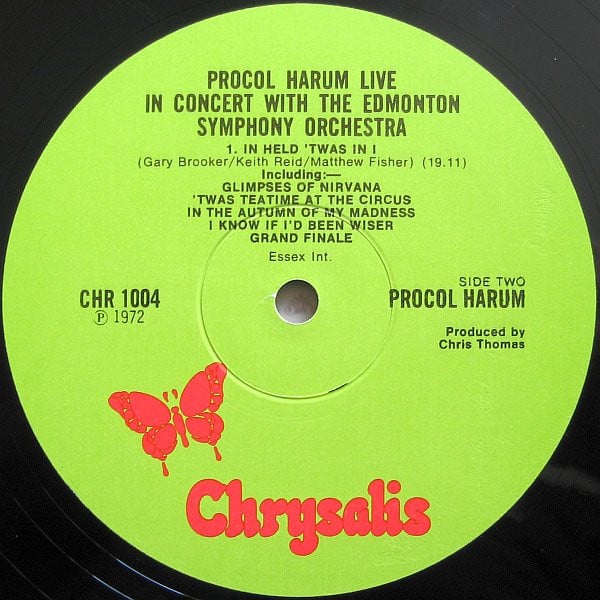 PROCOL HARUM LIVE
IN CONCERT WITH THE EDMONTON
SYMPHONY ORCHESTRA
1. IN HELD 'TWAS IN I
(Gary Brooker/Keith Reid/Matthew Fisher) (19.11)
Including:—
GLIMPSES OF NIRVANA
'TWAS TEATIME AT THE CIRCUS
IN THE AUTUMN OF MY MADNESS
I KNOW IF I'D BEEN WISER
GRAND FINALE
Essex Int.
CHR 1004
℗ 1972
SIDE TWO
PROCOL HARUM
Produced by
Chris Thomas
Chrysalis